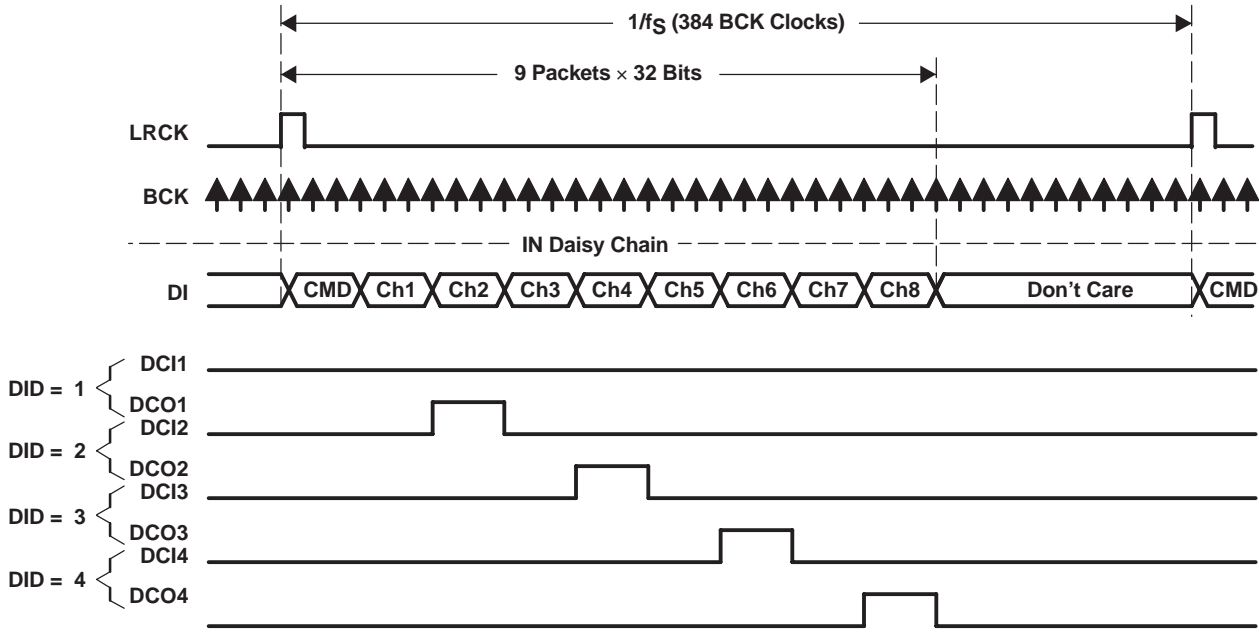 1/fS (384 BCK Clocks)
9 Packets × 32 Bits
LRCK
BCK
IN Daisy Chain
DI CMD Ch1 Ch2 Ch3 Ch4 Ch5 Ch6 Ch7 Ch8 Don't Care CMD
DCI1
DID = 1
DCO1
DCI2
DID = 2
DCO2
DCI3
DID = 3
DCO3
DCI4
DID = 4
DCO4